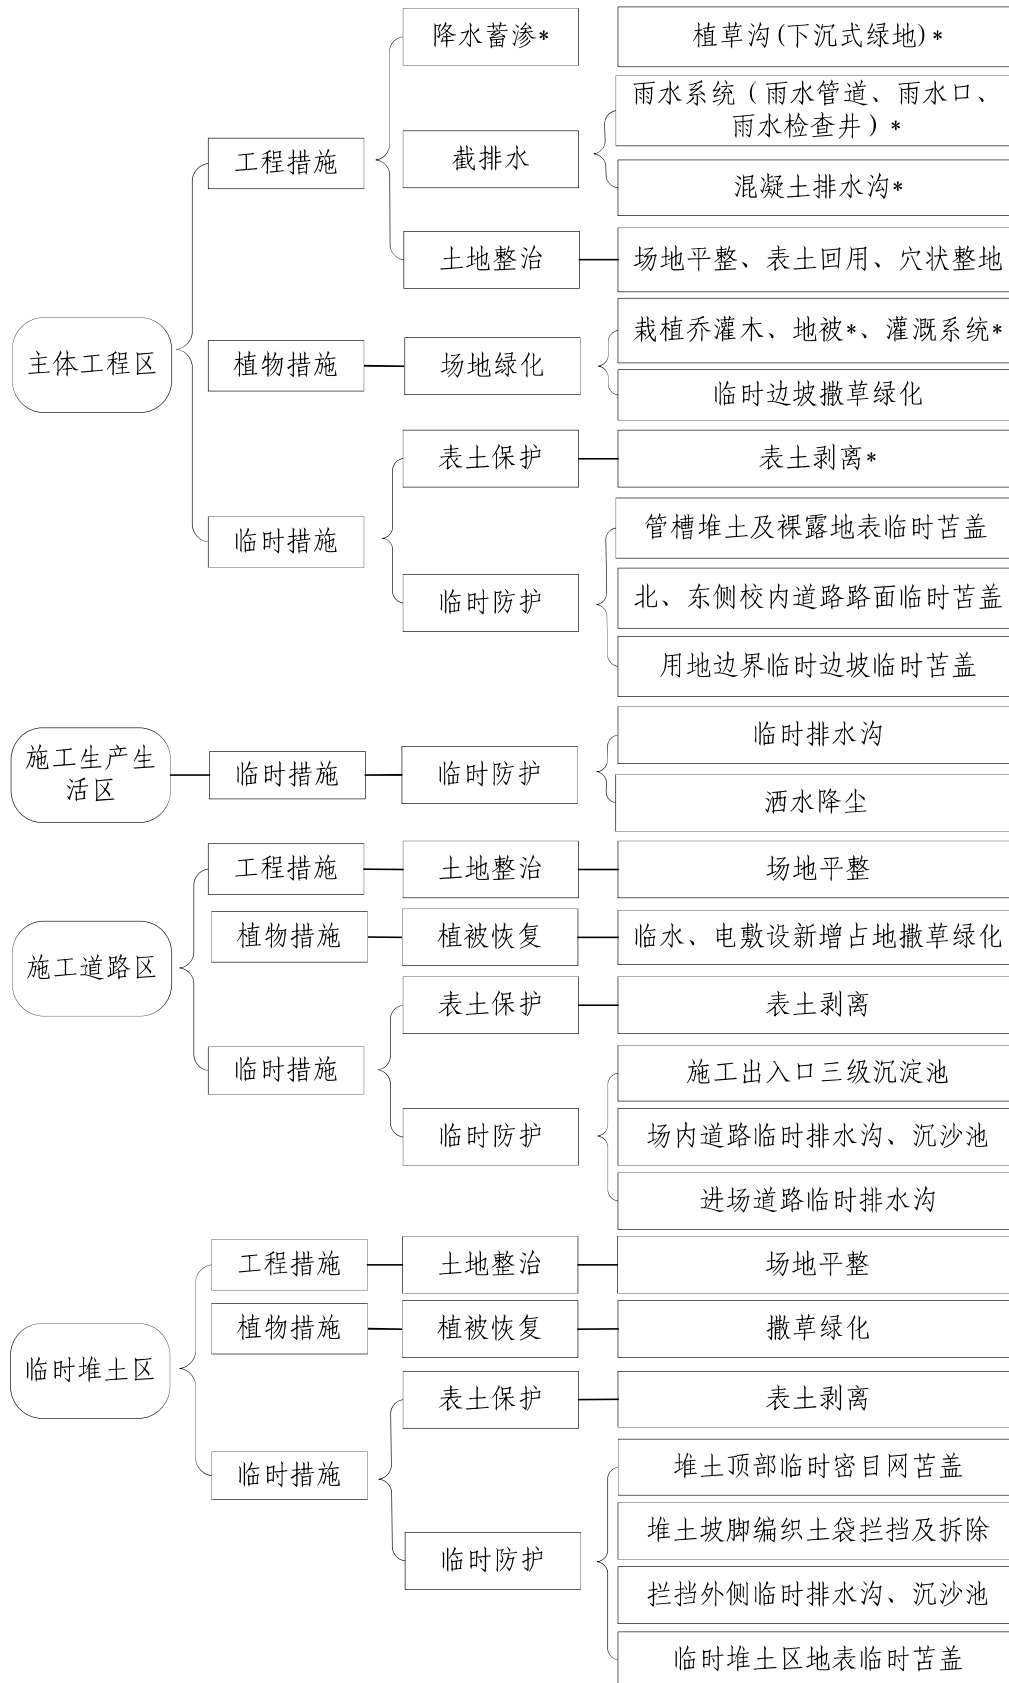 降水蓄渗*
植草沟(下沉式绿地)*
雨水系统（雨水管道、雨水口、
雨水检查井）*
工程措施
截排水
混凝土排水沟*
土地整治
场地平整、表土回用、穴状整地
主体工程区
植物措施
场地绿化
栽植乔灌木、地被*、灌溉系统*
临时边坡撒草绿化
表土保护
表土剥离*
临时措施
管槽堆土及裸露地表临时苫盖
临时防护
北、东侧校内道路路面临时苫盖
用地边界临时边坡临时苫盖
施工生产生
活区
临时措施
临时防护
临时排水沟
洒水降尘
工程措施
土地整治
场地平整
施工道路区
植物措施
植被恢复
临水、电敷设新增占地撒草绿化
表土保护
表土剥离
临时措施
施工出入口三级沉淀池
临时防护
场内道路临时排水沟、沉沙池
进场道路临时排水沟
工程措施
土地整治
场地平整
植物措施
植被恢复
撒草绿化
临时堆土区
表土保护
表土剥离
临时措施
堆土顶部临时密目网苫盖
堆土坡脚编织土袋拦挡及拆除
临时防护
拦挡外侧临时排水沟、沉沙池
临时堆土区地表临时苫盖